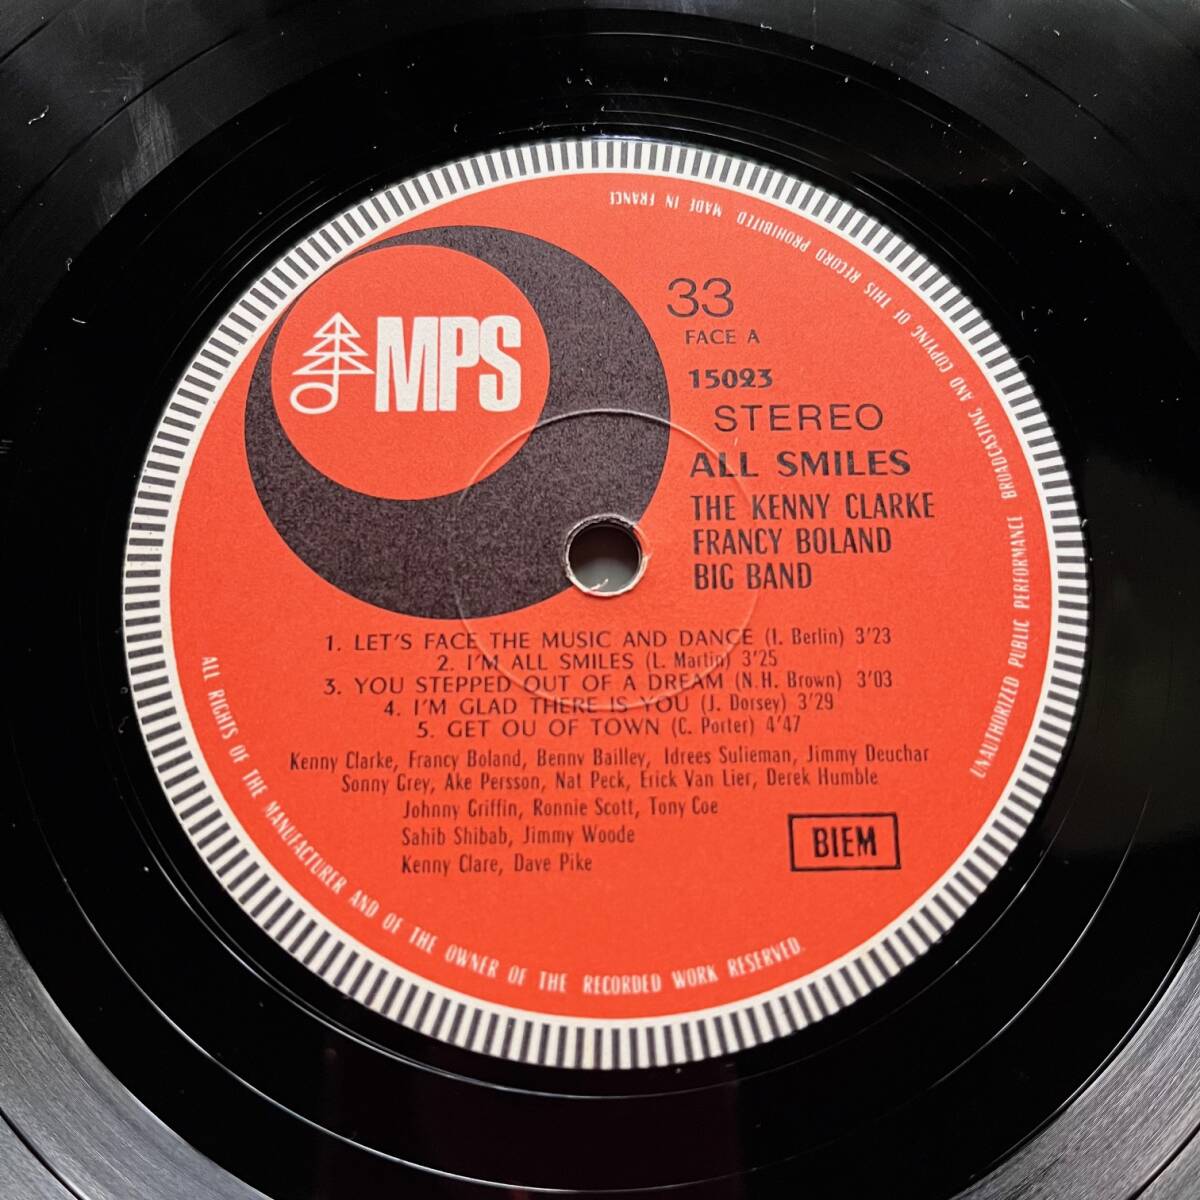 MPS
33
FACE A
15023
STEREO
ALL SMILES
THE KENNY CLARKE
FRANCY BOLAND
BIG BAND
1. LET'S FACE THE MUSIC AND DANCE (I. Berlin) 3'23
2. I'M ALL SMILES (L. Martin) 3'25
3. YOU STEPPED OUT OF A DREAM (N.H. Brown) 3'03
4. I'M GLAD THERE IS YOU (J. Dorsey) 3'29
5. GET OU OF TOWN (C. Porter) 4'47
Kenny Clarke, Francy Boland, Benny Bailley, Idrees Sulieman, Jimmy Deuchar
Sonny Grey, Ake Persson, Nat Peck, Erick Van Lier, Derek Humble
Johnny Griffin, Ronnie Scott, Tony Coe
Sahib Shibab, Jimmy Woode
Kenny Clare, Dave Pike
BIEM
ALL RIGHTS OF THE MANUFACTURER AND OF THE OWNER OF THE RECORDED WORK RESERVED.
UNAUTHORIZED PUBLIC PERFORMANCE BROADCASTING AND COPYING OF THIS RECORD PROHIBITED MADE IN FRANCE